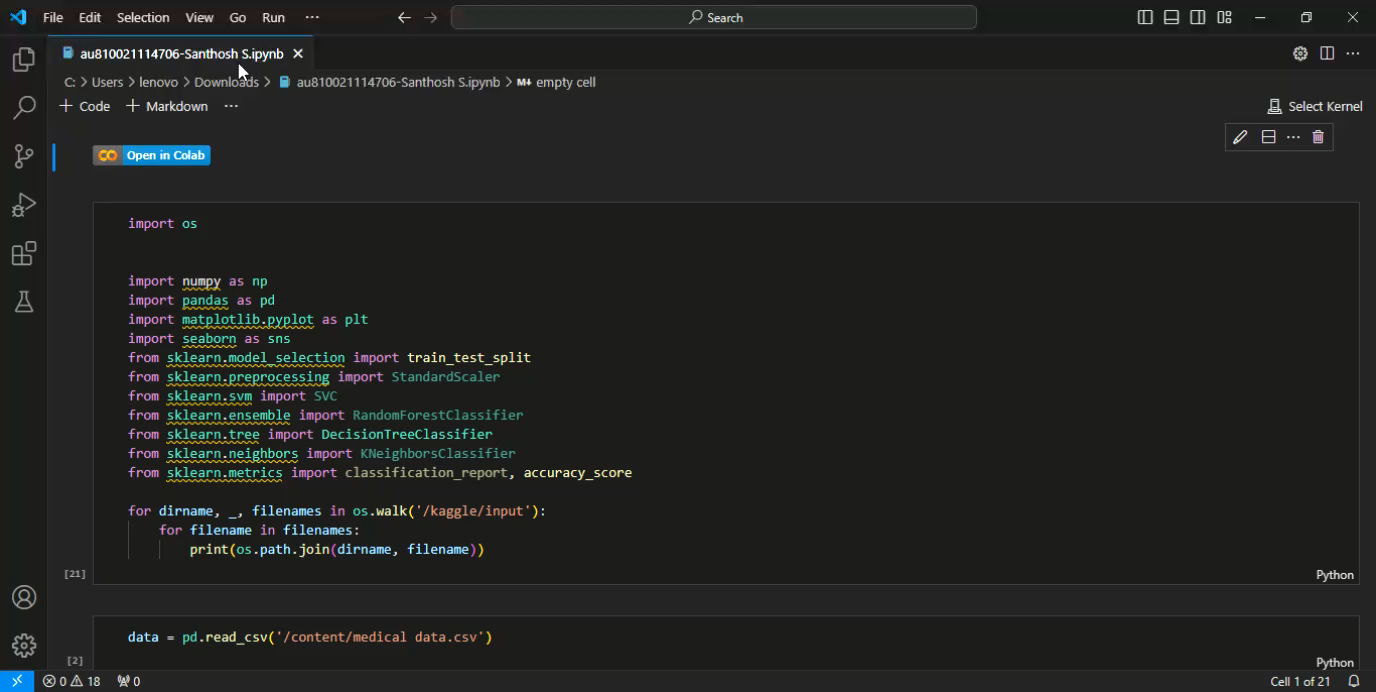 File Edit Selection View Go Run ··· Search
au810021114706-Santhosh S.ipynb
C: > Users > lenovo > Downloads > au810021114706-Santhosh S.ipynb > M↓ empty cell
+ Code + Markdown ··· Select Kernel
Open in Colab
import os
import numpy as np
import pandas as pd
import matplotlib.pyplot as plt
import seaborn as sns
from sklearn.model_selection import train_test_split
from sklearn.preprocessing import StandardScaler
from sklearn.svm import SVC
from sklearn.ensemble import RandomForestClassifier
from sklearn.tree import DecisionTreeClassifier
from sklearn.neighbors import KNeighborsClassifier
from sklearn.metrics import classification_report, accuracy_score
for dirname, _, filenames in os.walk('/kaggle/input'):
for filename in filenames:
print(os.path.join(dirname, filename))
[21] Python
data = pd.read_csv('/content/medical data.csv')
[2] Python
0 18 0 Cell 1 of 21